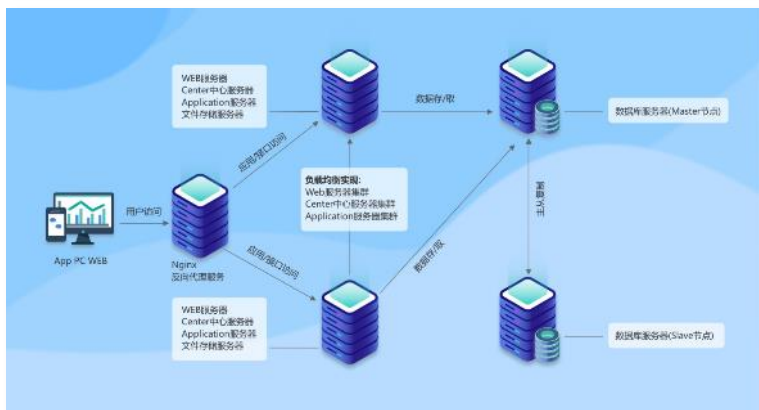 WEB服务器
Center中心服务器
Application服务器
文件存储服务器
数据存/取
数据库服务器(Master节点)
应用/接口访问
负载均衡实现:
Web服务器集群
Center中心服务器集群
Application服务器集群
主从复制
用户访问
App PC WEB
Nginx
反向代理服务
应用/接口访问
数据存/取
WEB服务器
Center中心服务器
Application服务器
文件存储服务器
数据库服务器(Slave节点)